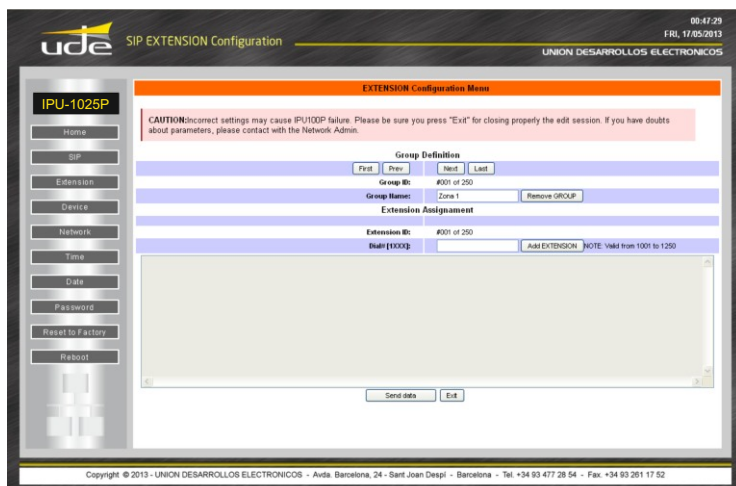 00:47:29
FRI, 17/05/2013
ude
SIP EXTENSION Configuration
UNION DESARROLLOS ELECTRONICOS
EXTENSION Configuration Menu
IPU-1025P
CAUTION:Incorrect settings may cause IPU100P failure. Please be sure you press "Exit" for closing properly the edit session. If you have doubts
about parameters, please contact with the Network Admin.
Home
SIP
Extension
Device
Network
Time
Date
Password
Reset to Factory
Reboot
Group Definition
First Prev Next Last
Group ID: #001 of 250
Group Name: Zona 1 Remove GROUP
Extension Assignament
Extension ID: #001 of 250
Dial# [1XXX]: Add EXTENSION NOTE: Valid from 1001 to 1250
Send data Exit
Copyright © 2013 - UNION DESARROLLOS ELECTRONICOS - Avda. Barcelona, 24 - Sant Joan Despí - Barcelona - Tel. +34 93 477 28 54 - Fax. +34 93 261 17 52